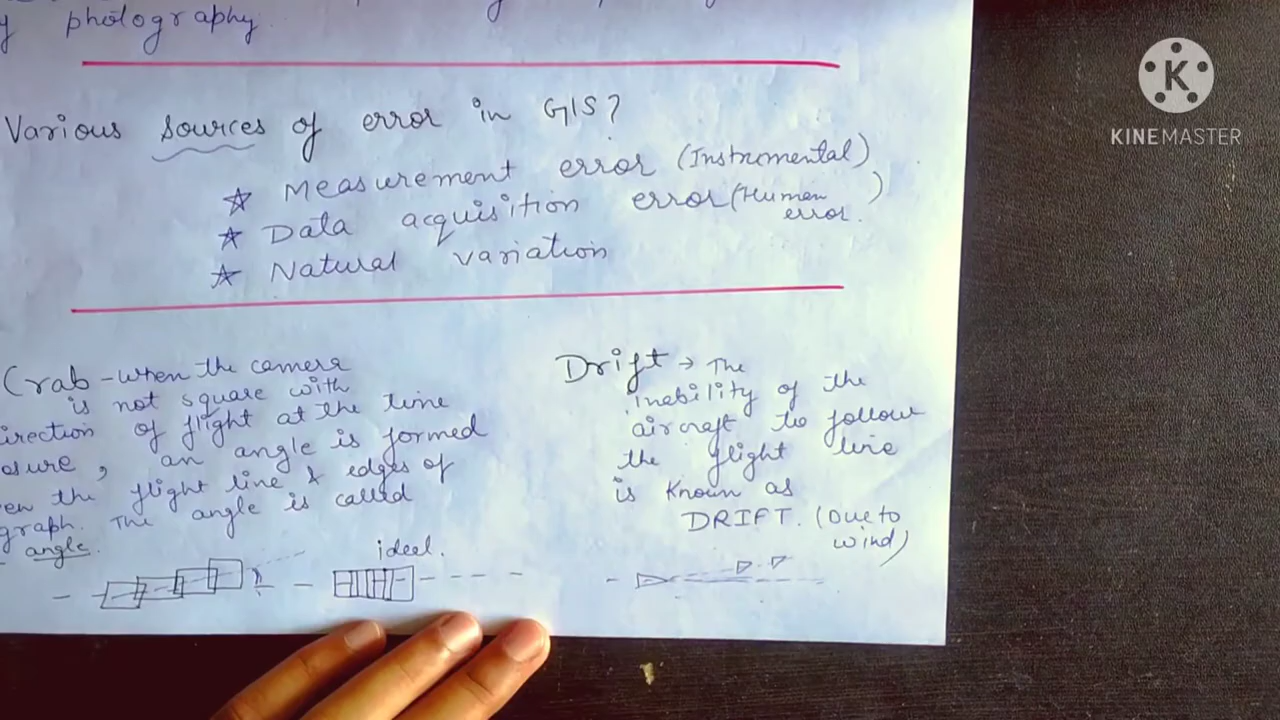 y photography.
Various Sources of error in GIS?
☆ Measurement error (Instrumental)
☆ Data acquisition error (Human error.)
☆ Natural variation
Crab - when the camera
is not square with
irection of flight at the time
osure, an angle is formed
en the flight line & edges of
graph. The angle is called
angle.
ideal.
Drift → The
inability of the
aircraft to follow
the flight line
is known as
DRIFT. (Due to
wind)
K
KINEMASTER